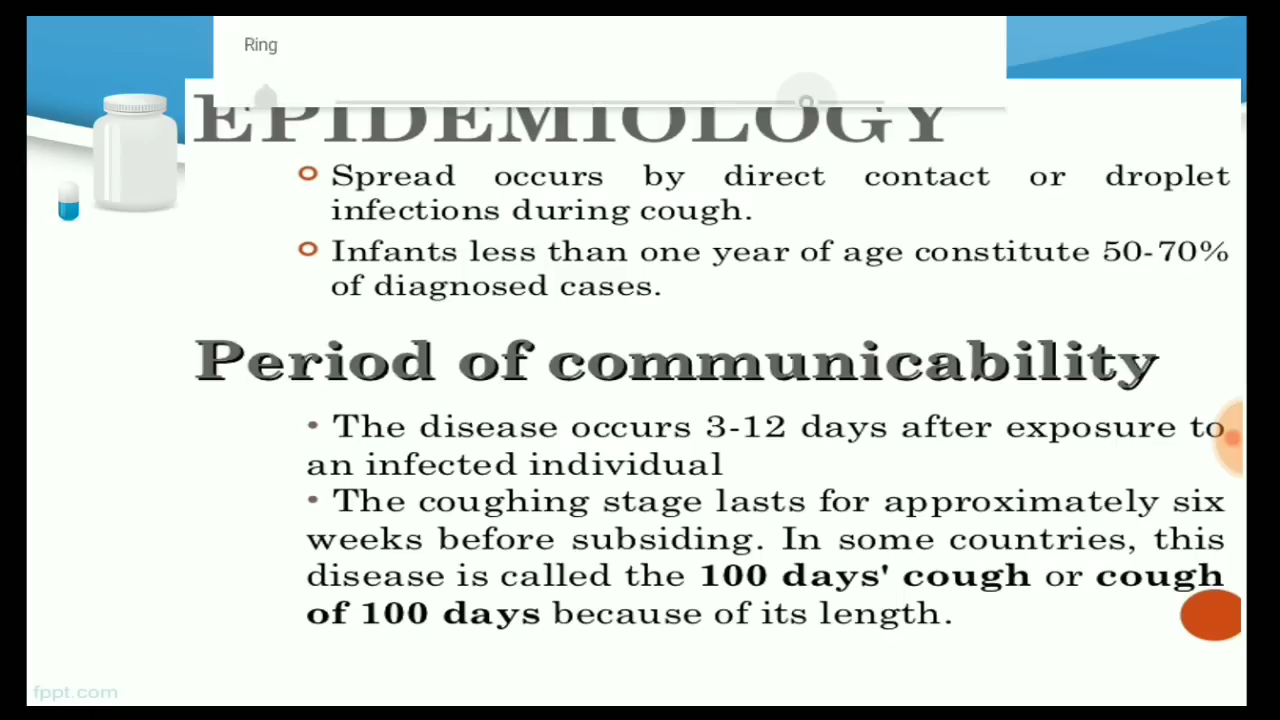 Ring
EPIDEMIOLOGY
Spread occurs by direct contact or droplet
infections during cough.
Infants less than one year of age constitute 50-70%
of diagnosed cases.
Period of communicability
• The disease occurs 3-12 days after exposure to
an infected individual
• The coughing stage lasts for approximately six
weeks before subsiding. In some countries, this
disease is called the 100 days' cough or cough
of 100 days because of its length.
fppt.com